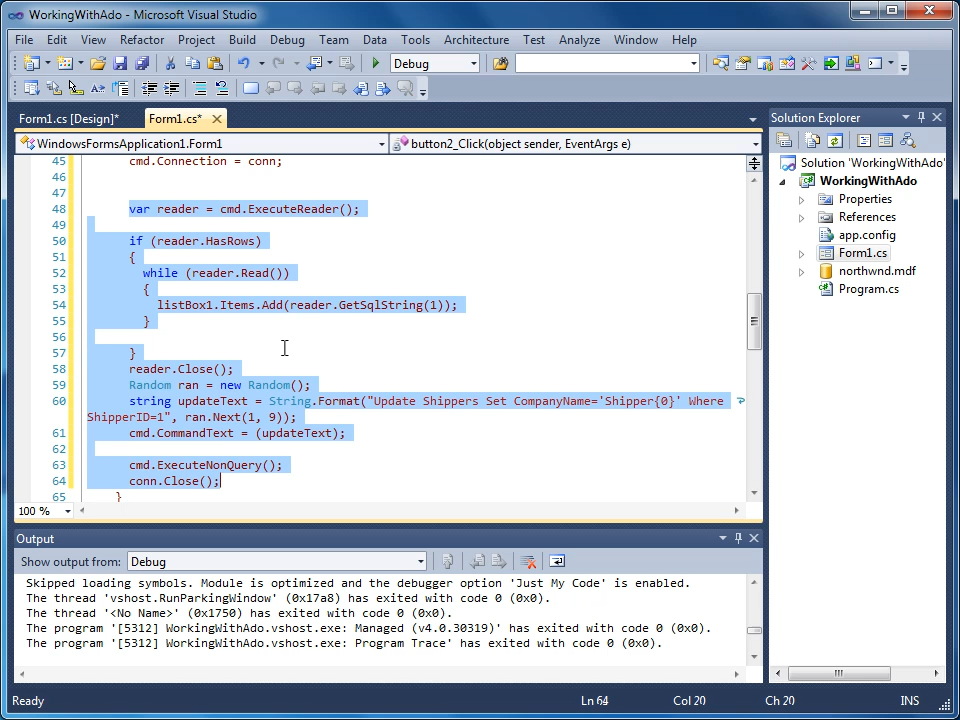 WorkingWithAdo - Microsoft Visual Studio
File Edit View Refactor Project Build Debug Team Data Tools Architecture Test Analyze Window Help
Debug
Form1.cs [Design]* Form1.cs*
WindowsFormsApplication1.Form1 button2_Click(object sender, EventArgs e)
45 cmd.Connection = conn;
46
47
48 var reader = cmd.ExecuteReader();
49
50 if (reader.HasRows)
51 {
52 while (reader.Read())
53 {
54 listBox1.Items.Add(reader.GetSqlString(1));
55 }
56
57 }
58 reader.Close();
59 Random ran = new Random();
60 string updateText = String.Format("Update Shippers Set CompanyName='Shipper{0}' Where
ShipperID=1", ran.Next(1, 9));
61 cmd.CommandText = (updateText);
62
63 cmd.ExecuteNonQuery();
64 conn.Close();
65 }
100 %
Output
Show output from: Debug
Skipped loading symbols. Module is optimized and the debugger option 'Just My Code' is enabled.
The thread 'vshost.RunParkingWindow' (0x17a8) has exited with code 0 (0x0).
The thread '<No Name>' (0x1750) has exited with code 0 (0x0).
The program '[5312] WorkingWithAdo.vshost.exe: Managed (v4.0.30319)' has exited with code 0 (0x0).
The program '[5312] WorkingWithAdo.vshost.exe: Program Trace' has exited with code 0 (0x0).
Solution Explorer
Solution 'WorkingWithAdo'
WorkingWithAdo
Properties
References
app.config
Form1.cs
northwnd.mdf
Program.cs
Ready Ln 64 Col 20 Ch 20 INS